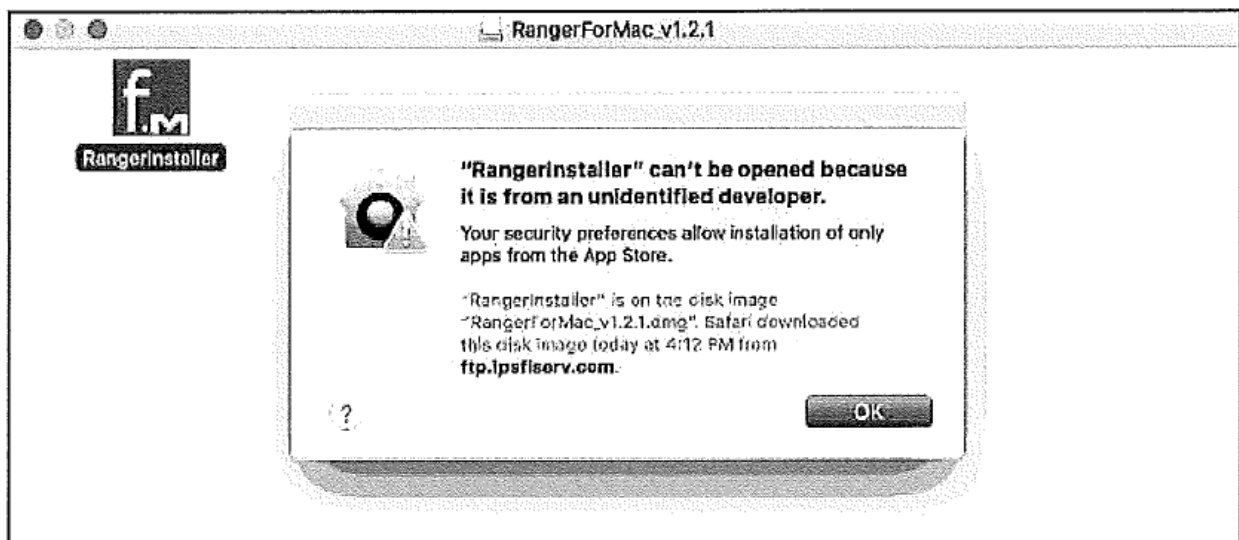 RangerForMac_v1.2.1
f.M
RangerInstaller
"RangerInstaller" can't be opened because
it is from an unidentified developer.
Your security preferences allow installation of only
apps from the App Store.
"RangerInstaller" is on the disk image
"RangerForMac_v1.2.1.dmg". Safari downloaded
this disk image today at 4:12 PM from
ftp.lpsfiserv.com.
?
OK